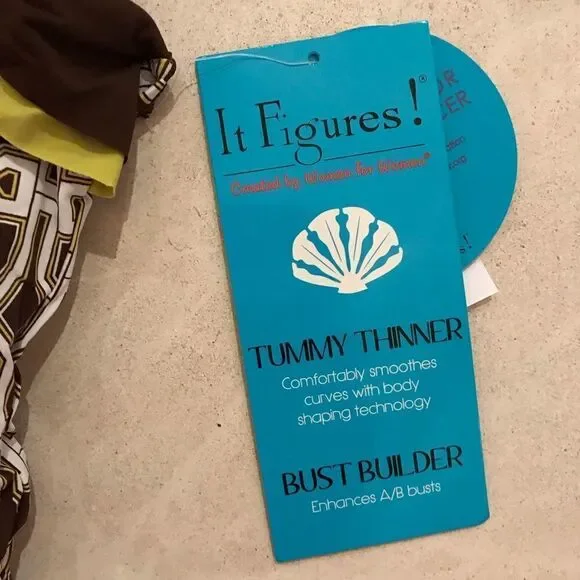 It Figures!®
Created by Women for Women®
TUMMY THINNER
Comfortably smoothes
curves with body
shaping technology
BUST BUILDER
Enhances A/B busts